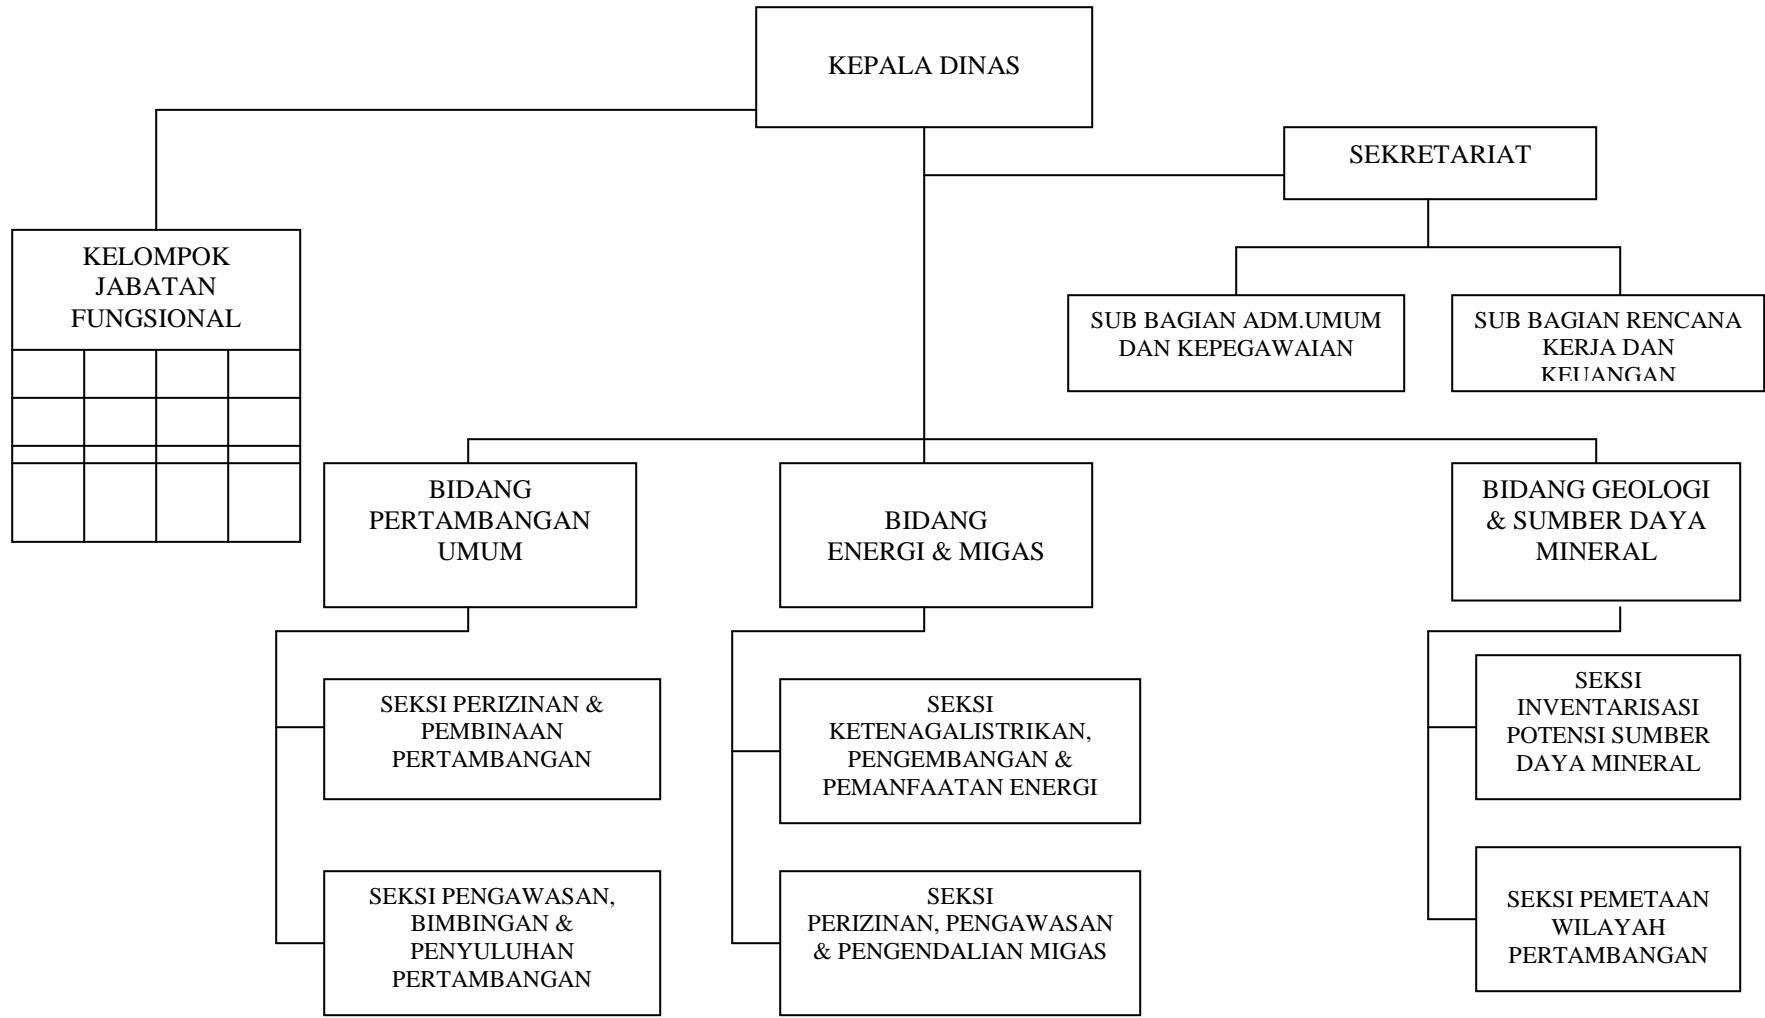 KEPALA DINAS
SEKRETARIAT
KELOMPOK
JABATAN
FUNGSIONAL
SUB BAGIAN ADM.UMUM
DAN KEPEGAWAIAN
SUB BAGIAN RENCANA
KERJA DAN
KEUANGAN
BIDANG
PERTAMBANGAN
UMUM
BIDANG
ENERGI & MIGAS
BIDANG GEOLOGI
& SUMBER DAYA
MINERAL
SEKSI PERIZINAN &
PEMBINAAN
PERTAMBANGAN
SEKSI
KETENAGALISTRIKAN,
PENGEMBANGAN &
PEMANFAATAN ENERGI
SEKSI
INVENTARISASI
POTENSI SUMBER
DAYA MINERAL
SEKSI PENGAWASAN,
BIMBINGAN &
PENYULUHAN
PERTAMBANGAN
SEKSI
PERIZINAN, PENGAWASAN
& PENGENDALIAN MIGAS
SEKSI PEMETAAN
WILAYAH
PERTAMBANGAN